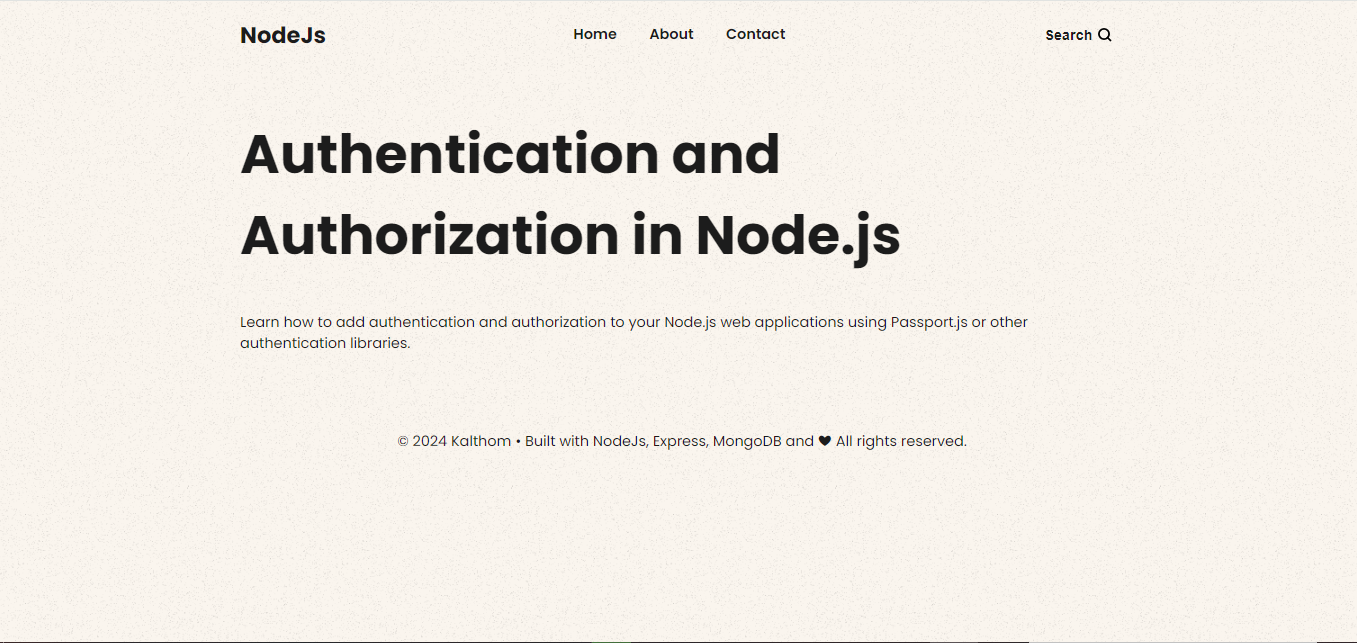 NodeJs
Home About Contact
Search
Authentication and
Authorization in Node.js
Learn how to add authentication and authorization to your Node.js web applications using Passport.js or other
authentication libraries.
© 2024 Kalthom • Built with NodeJs, Express, MongoDB and ♥ All rights reserved.